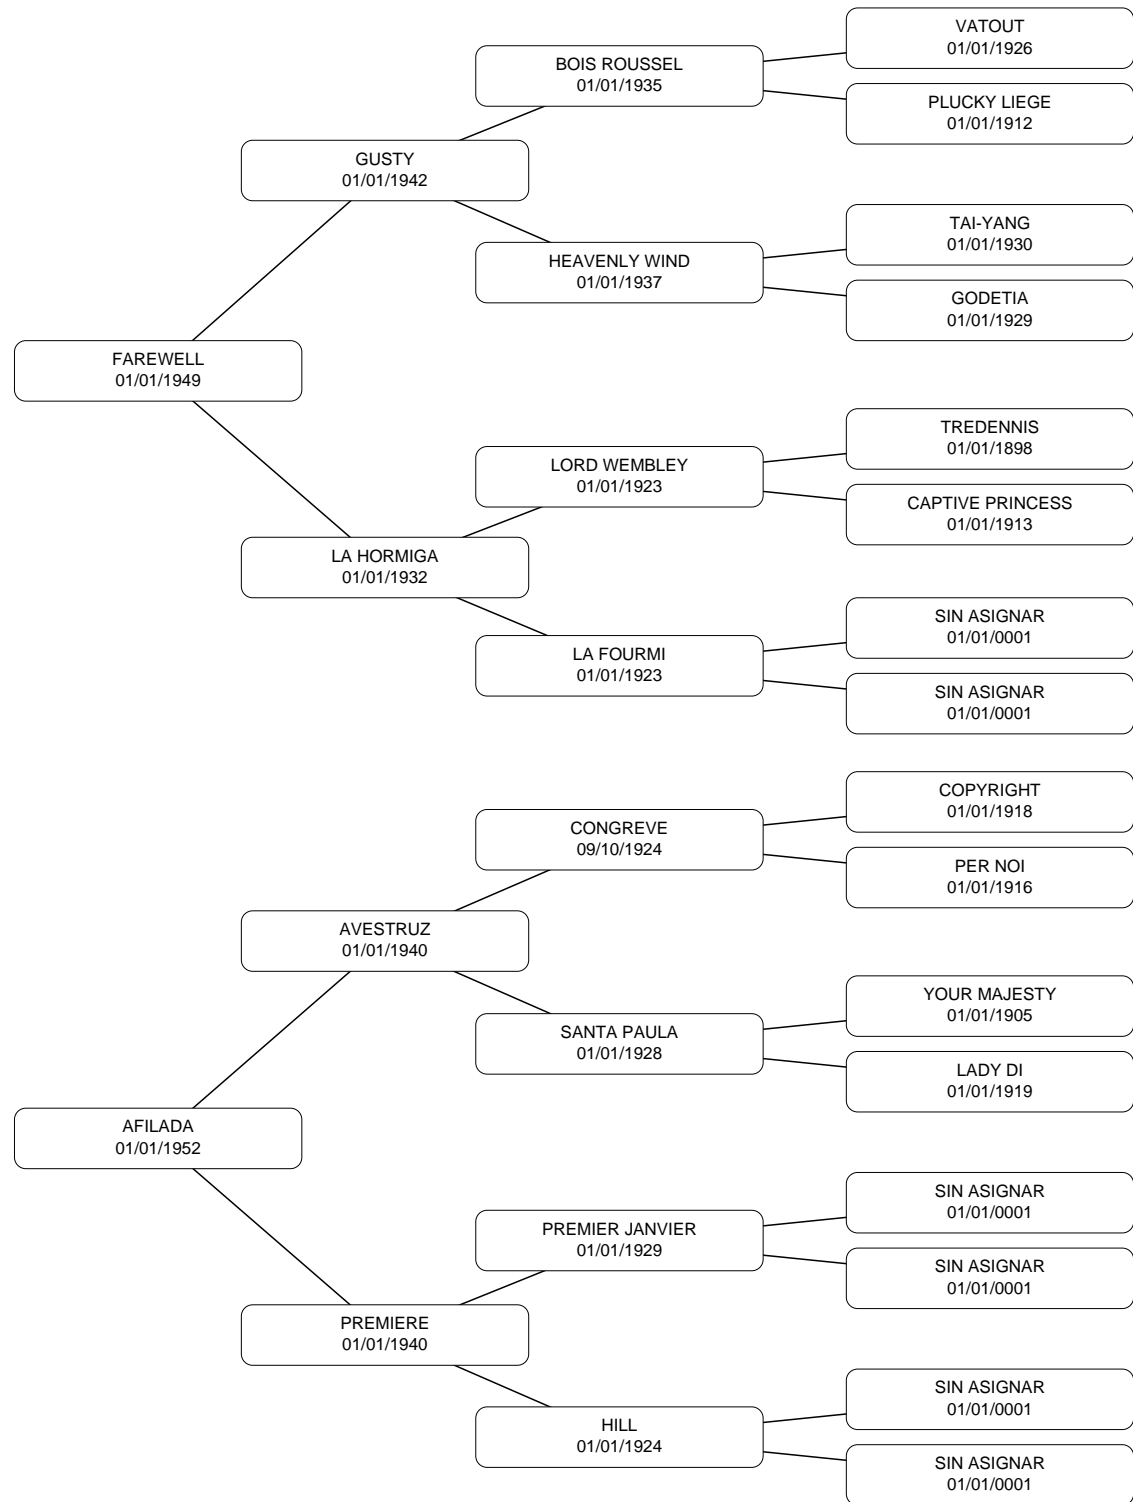 VATOUT
01/01/1926
BOIS ROUSSEL
01/01/1935
PLUCKY LIEGE
01/01/1912
GUSTY
01/01/1942
TAI-YANG
01/01/1930
HEAVENLY WIND
01/01/1937
GODETIA
01/01/1929
FAREWELL
01/01/1949
TREDENNIS
01/01/1898
LORD WEMBLEY
01/01/1923
CAPTIVE PRINCESS
01/01/1913
LA HORMIGA
01/01/1932
SIN ASIGNAR
01/01/0001
LA FOURMI
01/01/1923
SIN ASIGNAR
01/01/0001
COPYRIGHT
01/01/1918
CONGREVE
09/10/1924
PER NOI
01/01/1916
AVESTRUZ
01/01/1940
YOUR MAJESTY
01/01/1905
SANTA PAULA
01/01/1928
LADY DI
01/01/1919
AFILADA
01/01/1952
SIN ASIGNAR
01/01/0001
PREMIER JANVIER
01/01/1929
SIN ASIGNAR
01/01/0001
PREMIERE
01/01/1940
SIN ASIGNAR
01/01/0001
HILL
01/01/1924
SIN ASIGNAR
01/01/0001